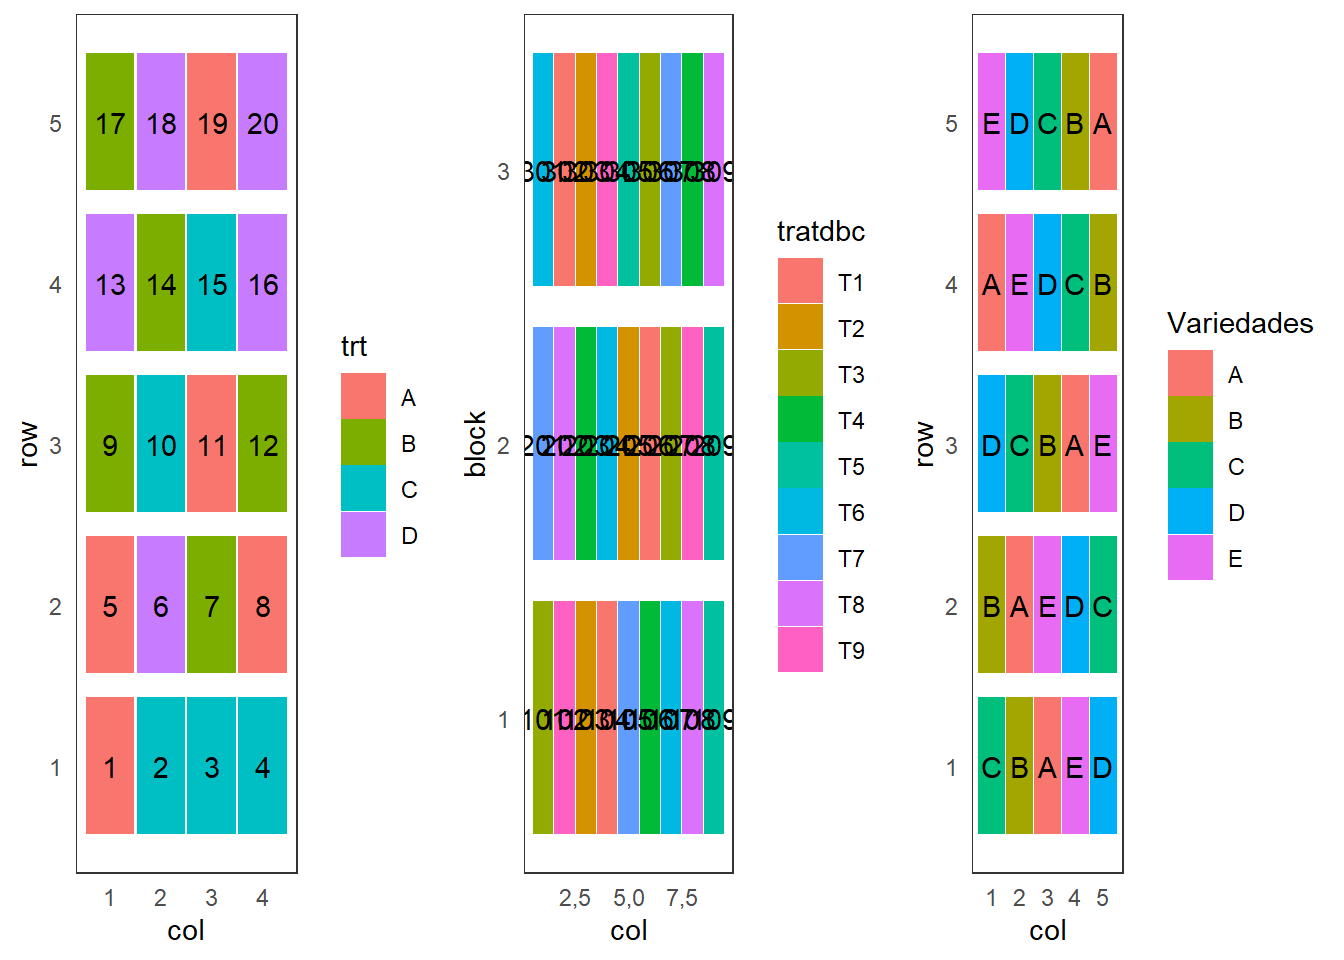 row
5
4
3
2
1
17 18 19 20
13 14 15 16
9 10 11 12
5 6 7 8
1 2 3 4
1 2 3 4
col
trt
A
B
C
D
block
3
2
1
2,5 5,0 7,5
col
tratdbc
T1
T2
T3
T4
T5
T6
T7
T8
T9
row
5
4
3
2
1
E D C B A
A E D C B
D C B A E
B A E D C
C B A E D
1 2 3 4 5
col
Variedades
A
B
C
D
E